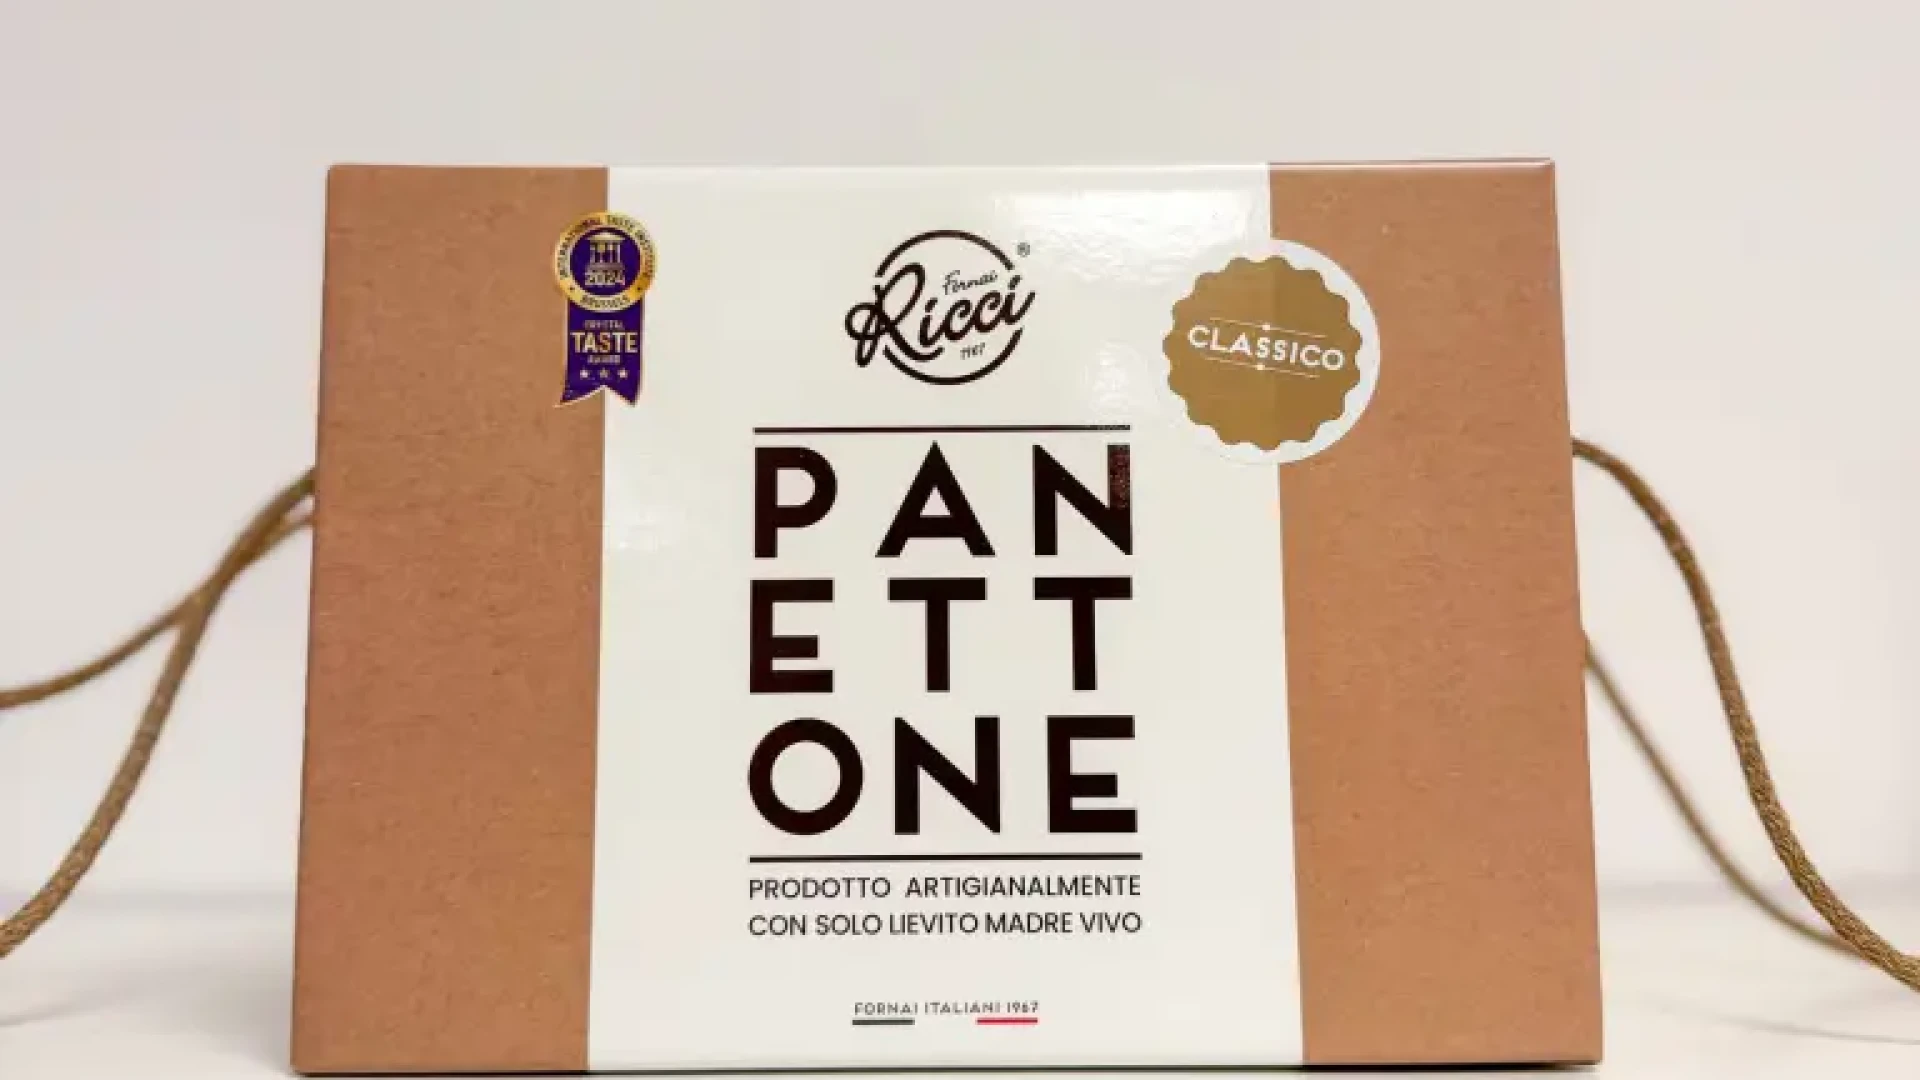 INTERNATIONAL TASTE INSTITUTE
2024
BRUSSELS
CRYSTAL
TASTE
AWARD
Fornai
Ricci
®
1967
CLASSICO
PAN
ETT
ONE
PRODOTTO ARTIGIANALMENTE
CON SOLO LIEVITO MADRE VIVO
FORNAI ITALIANI 1967